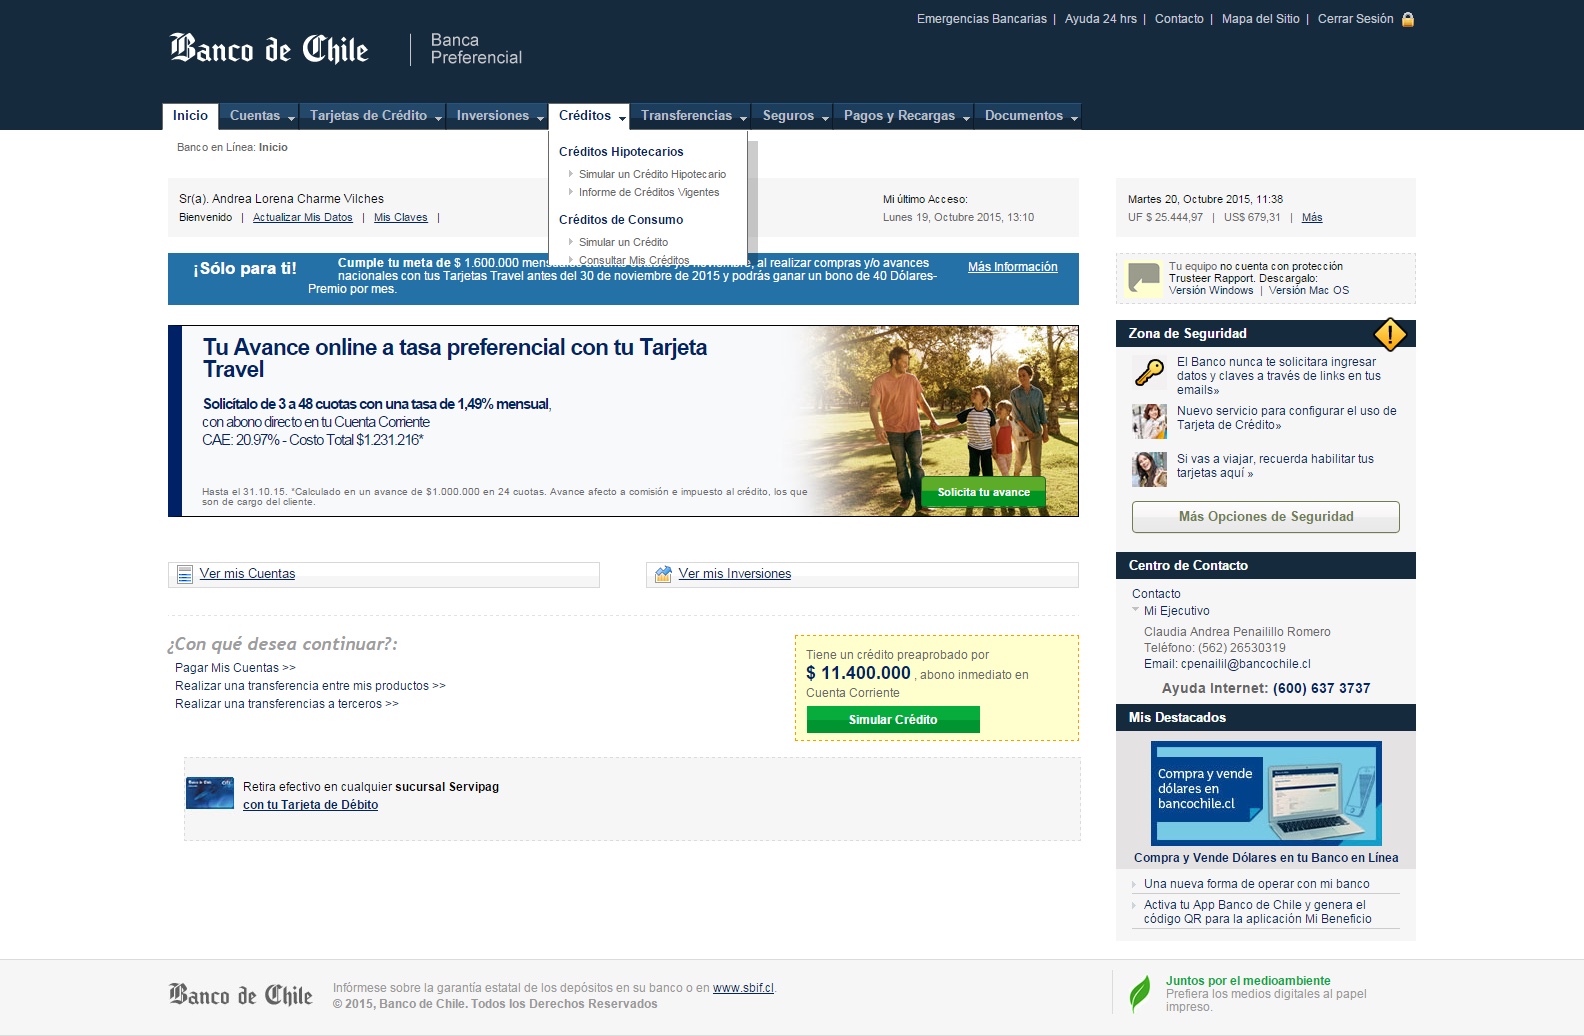 Emergencias Bancarias | Ayuda 24 hrs | Contacto | Mapa del Sitio | Cerrar Sesión
Banco de Chile
Banca
Preferencial
Inicio Cuentas Tarjetas de Crédito Inversiones Créditos Transferencias Seguros Pagos y Recargas Documentos
Banco en Línea: Inicio
Créditos Hipotecarios
Simular un Crédito Hipotecario
Informe de Créditos Vigentes
Créditos de Consumo
Simular un Crédito
Consultar Mis Créditos
Sr(a). Andrea Lorena Charme Vilches
Bienvenido | Actualizar Mis Datos | Mis Claves |
Mi último Acceso:
Lunes 19, Octubre 2015, 13:10
Martes 20, Octubre 2015, 11:38
UF $ 25.444,97 | US$ 679,31 | Más
¡Sólo para ti!
Cumple tu meta de $ 1.600.000 al realizar compras y/o avances
nacionales con tus Tarjetas Travel antes del 30 de noviembre de 2015 y podrás ganar un bono de 40 Dólares-
Premio por mes.
Más Información
Tu equipo no cuenta con protección
Trusteer Rapport. Descargalo:
Versión Windows | Versión Mac OS
Tu Avance online a tasa preferencial con tu Tarjeta
Travel
Solicítalo de 3 a 48 cuotas con una tasa de 1,49% mensual,
con abono directo en tu Cuenta Corriente
CAE: 20.97% - Costo Total $1.231.216*
Hasta el 31.10.15. *Calculado en un avance de $1.000.000 en 24 cuotas. Avance afecto a comisión e impuesto al crédito, los que
son de cargo del cliente.
Solicita tu avance
Zona de Seguridad
El Banco nunca te solicitara ingresar
datos y claves a través de links en tus
emails»
Nuevo servicio para configurar el uso de
Tarjeta de Crédito»
Si vas a viajar, recuerda habilitar tus
tarjetas aquí »
Más Opciones de Seguridad
Ver mis Cuentas
Ver mis Inversiones
¿Con qué desea continuar?:
Pagar Mis Cuentas >>
Realizar una transferencia entre mis productos >>
Realizar una transferencias a terceros >>
Tiene un crédito preaprobado por
$ 11.400.000 , abono inmediato en
Cuenta Corriente
Simular Crédito
Retira efectivo en cualquier sucursal Servipag
con tu Tarjeta de Débito
Centro de Contacto
Contacto
Mi Ejecutivo
Claudia Andrea Penailillo Romero
Teléfono: (562) 26530319
Email: cpenailil@bancochile.cl
Ayuda Internet: (600) 637 3737
Mis Destacados
Compra y vende
dólares en
bancochile.cl
Compra y Vende Dólares en tu Banco en Línea
Una nueva forma de operar con mi banco
Activa tu App Banco de Chile y genera el
código QR para la aplicación Mi Beneficio
Banco de Chile
Infórmese sobre la garantía estatal de los depósitos en su banco o en www.sbif.cl.
© 2015, Banco de Chile. Todos los Derechos Reservados
Juntos por el medioambiente
Prefiera los medios digitales al papel
impreso.